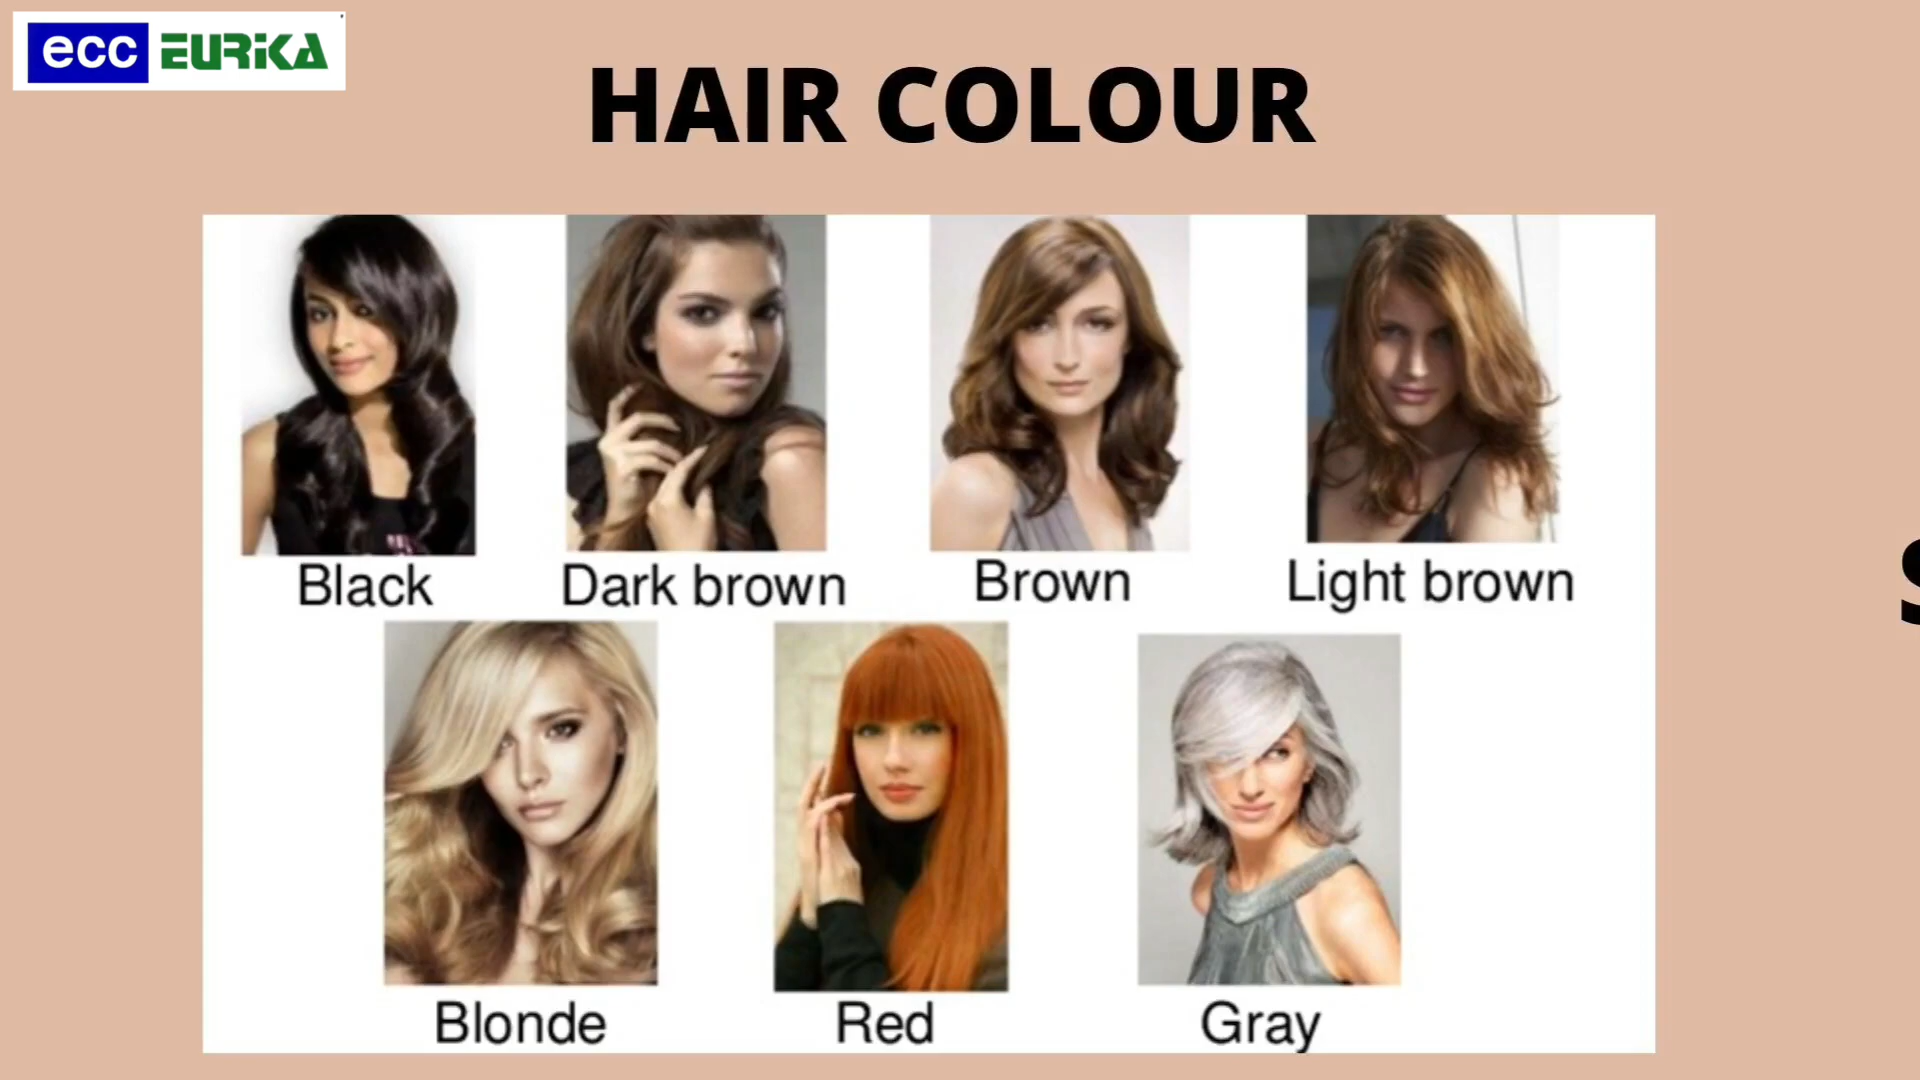 ecc EURiKA
HAIR COLOUR
Black Dark brown Brown Light brown
S
Blonde Red Gray